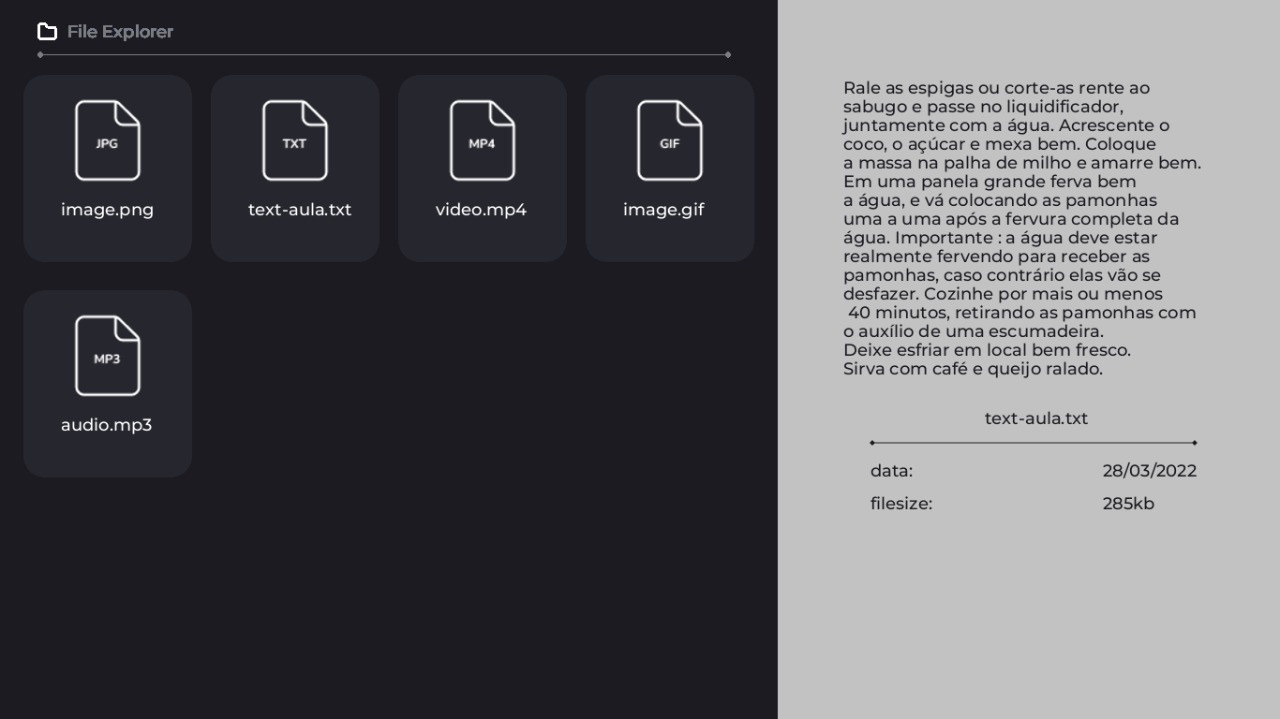 File Explorer
JPG
TXT
MP4
GIF
image.png
text-aula.txt
video.mp4
image.gif
MP3
audio.mp3
Rale as espigas ou corte-as rente ao
sabugo e passe no liquidificador,
juntamente com a água. Acrescente o
coco, o açúcar e mexa bem. Coloque
a massa na palha de milho e amarre bem.
Em uma panela grande ferva bem
a água, e vá colocando as pamonhas
uma a uma após a fervura completa da
água. Importante : a água deve estar
realmente fervendo para receber as
pamonhas, caso contrário elas vão se
desfazer. Cozinhe por mais ou menos
40 minutos, retirando as pamonhas com
o auxílio de uma escumadeira.
Deixe esfriar em local bem fresco.
Sirva com café e queijo ralado.
text-aula.txt
data: 28/03/2022
filesize: 285kb